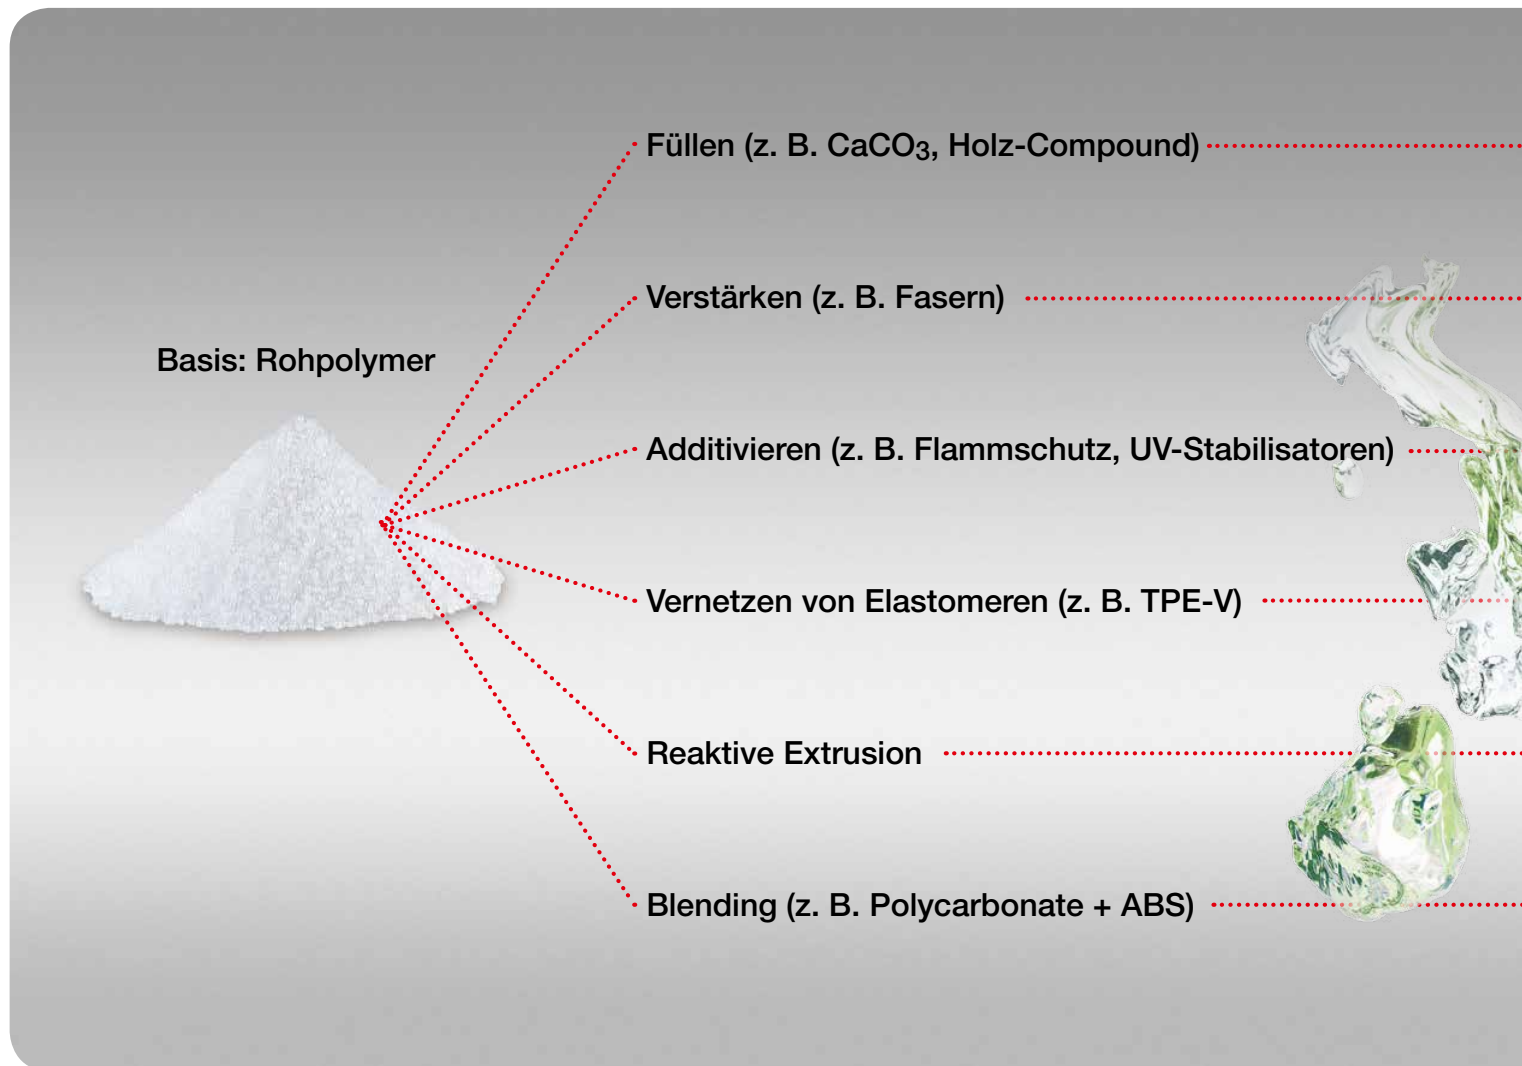 Füllen (z. B. CaCO₃, Holz-Compound)
Verstärken (z. B. Fasern)
Basis: Rohpolymer
Additivieren (z. B. Flammschutz, UV-Stabilisatoren)
Vernetzen von Elastomeren (z. B. TPE-V)
Reaktive Extrusion
Blending (z. B. Polycarbonate + ABS)